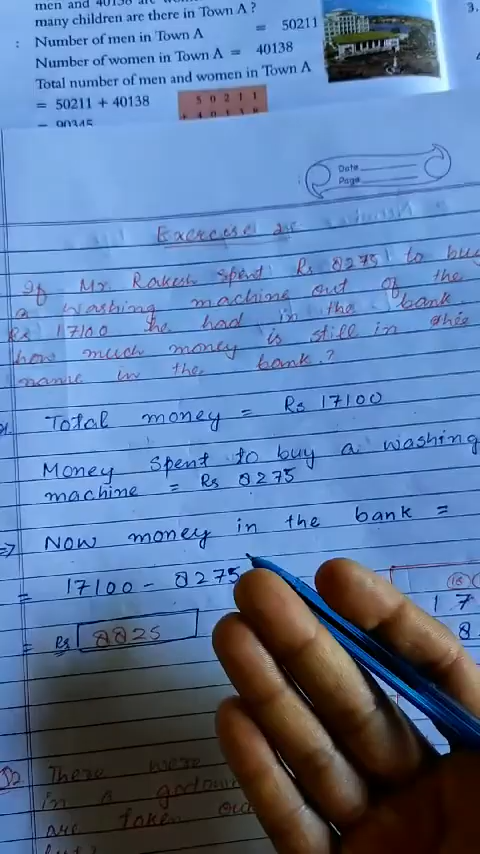 men and 40138 are
many children are there in Town A ?
3.
: Number of men in Town A = 50211
Number of women in Town A = 40138
Total number of men and women in Town A
= 50211 + 40138
5 0 2 1 1
= 90345
Date
Page
Exercise
If Mr. Rakesh spent Rs 8275 to buy
a washing machine out of the
Rs 17100 he had in the bank.
how much money is still in
name in the bank?
Total money = Rs 17100
Money spent to buy a washing
machine = Rs 8275
=> Now money in the bank =
= 17100 - 8275
= Rs 8825
1 7
8
There were
in a godown
are taken